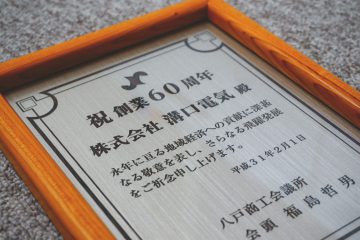 祝 創業60周年
株式会社 溝口電気 殿
永年に亘る地域経済への貢献に深甚
なる敬意を表し、さらなる飛躍発展
をご祈念申し上げます。
平成31年2月1日
八戸商工会議所
会頭 福島哲男